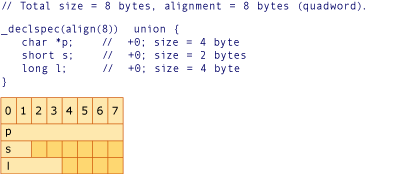 // Total size = 8 bytes, alignment = 8 bytes (quadword).
_declspec(align(8))  union {
   char *p;    //  +0; size = 4 byte
   short s;    //  +0; size = 2 bytes
   long l;     //  +0; size = 4 byte
}
0 1 2 3 4 5 6 7
p
s
l